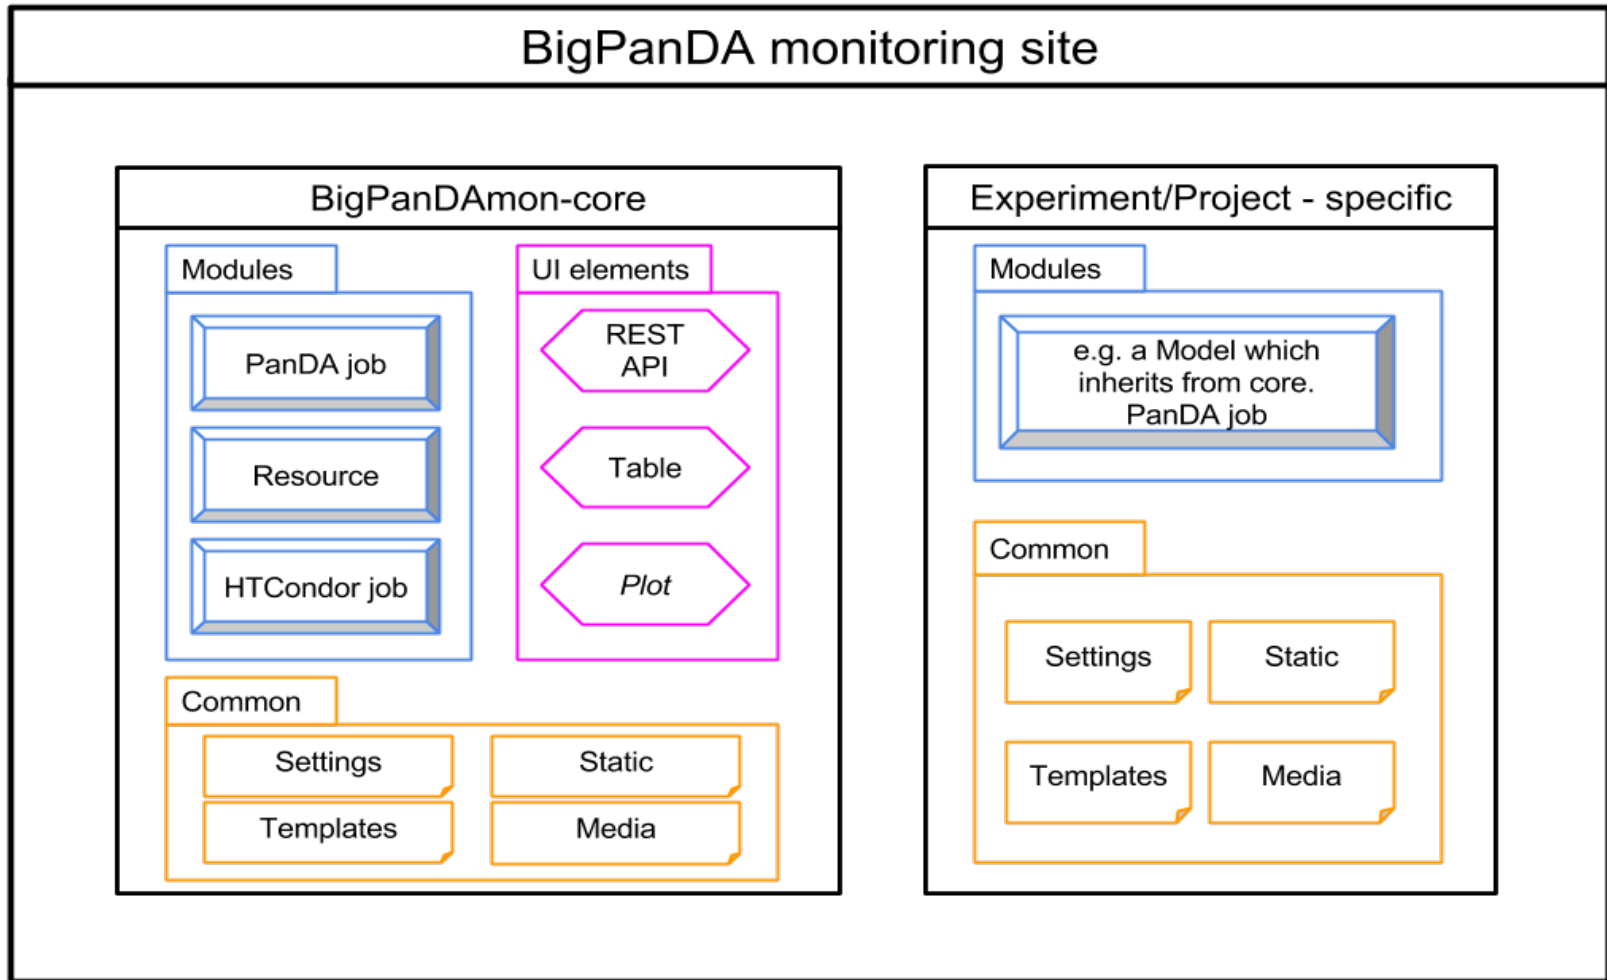 BigPanDA monitoring site
BigPanDAmon-core
Modules
PanDA job
Resource
HTCondor job
UI elements
REST
API
Table
Plot
Common
Settings
Static
Templates
Media
Experiment/Project - specific
Modules
e.g. a Model which
inherits from core.
PanDA job
Common
Settings
Static
Templates
Media